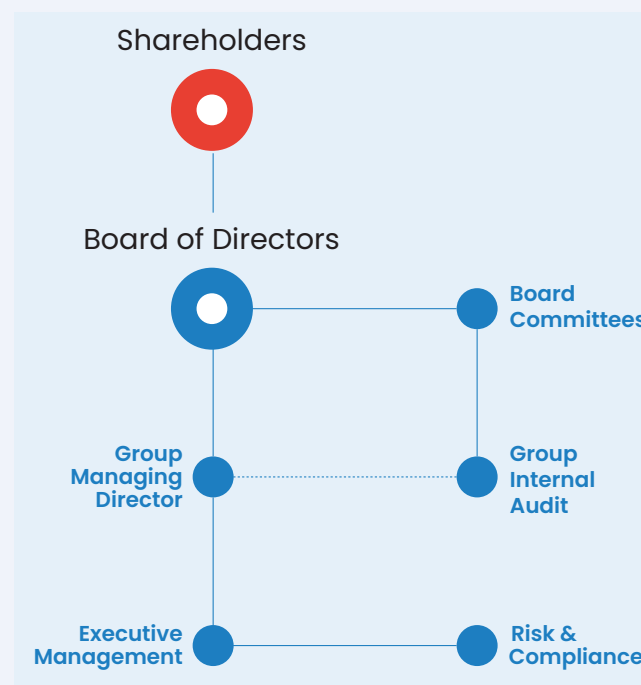 Shareholders
Board of Directors
Board
Committees
Group
Managing
Director
Group
Internal
Audit
Executive
Management
Risk &
Compliance